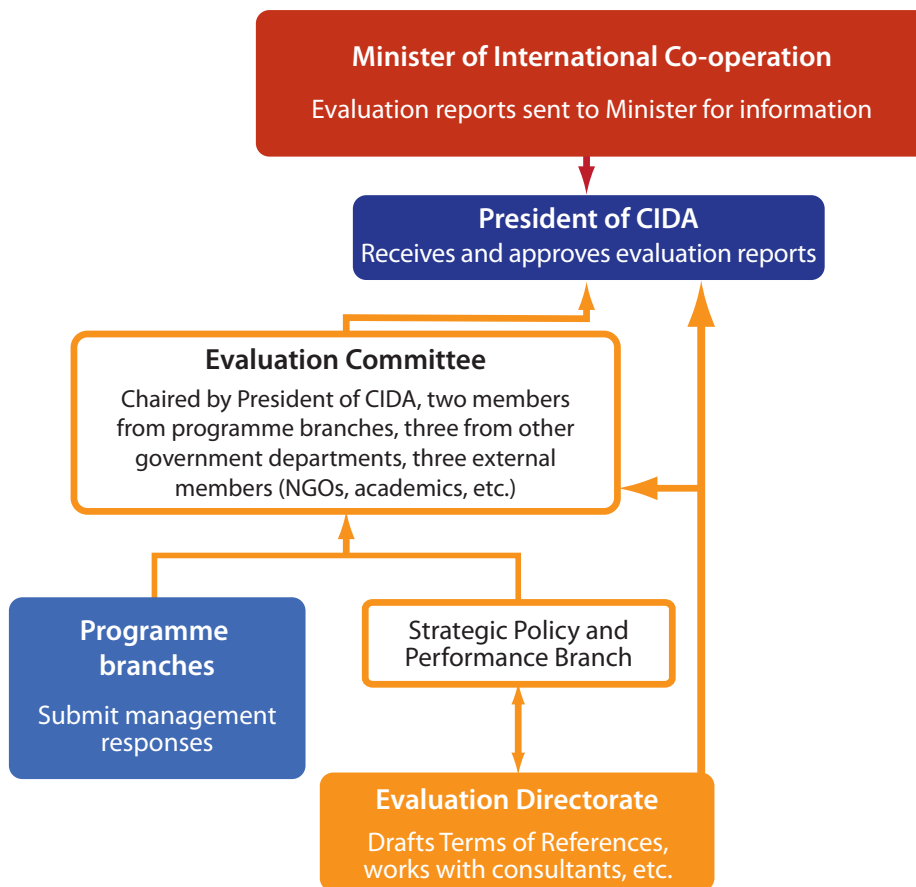 Minister of International Co-operation
Evaluation reports sent to Minister for information
President of CIDA
Receives and approves evaluation reports
Evaluation Committee
Chaired by President of CIDA, two members
from programme branches, three from other
government departments, three external
members (NGOs, academics, etc.)
Programme
branches
Submit management
responses
Strategic Policy and
Performance Branch
Evaluation Directorate
Drafts Terms of References,
works with consultants, etc.